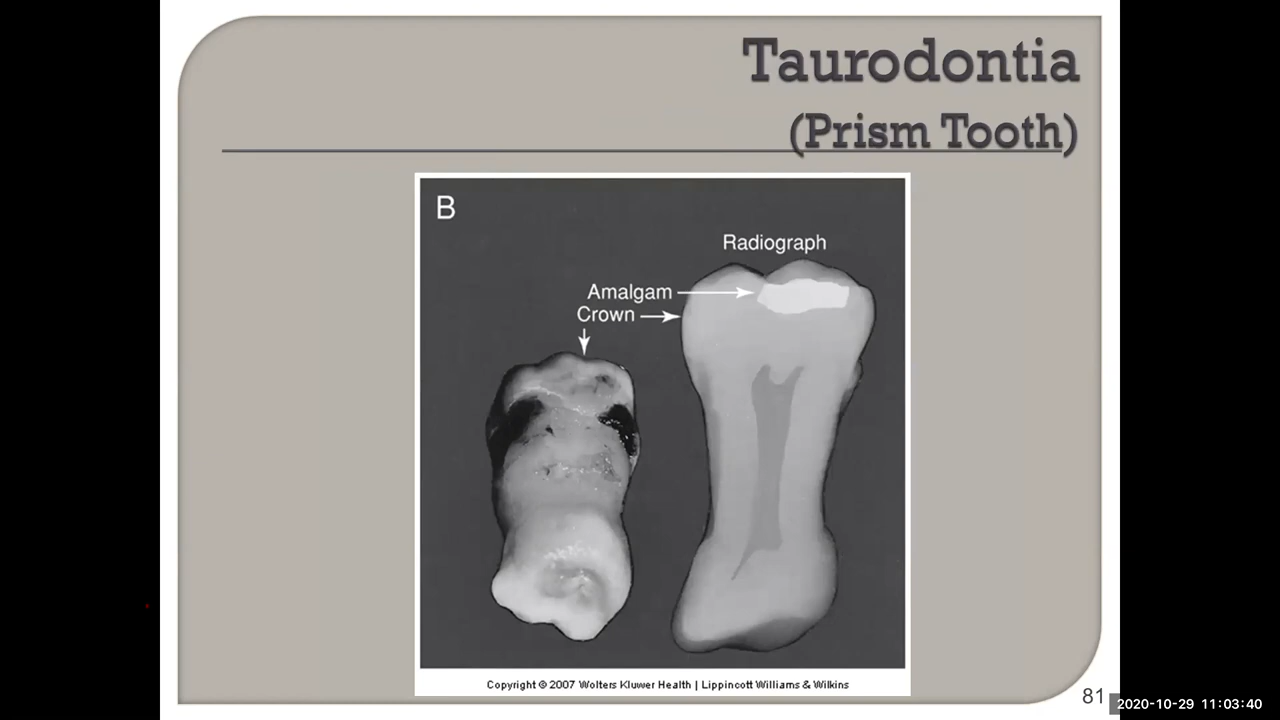 Taurodontia
(Prism Tooth)
B
Radiograph
Amalgam
Crown
Copyright © 2007 Wolters Kluwer Health | Lippincott Williams & Wilkins
81
2020-10-29 11:03:40